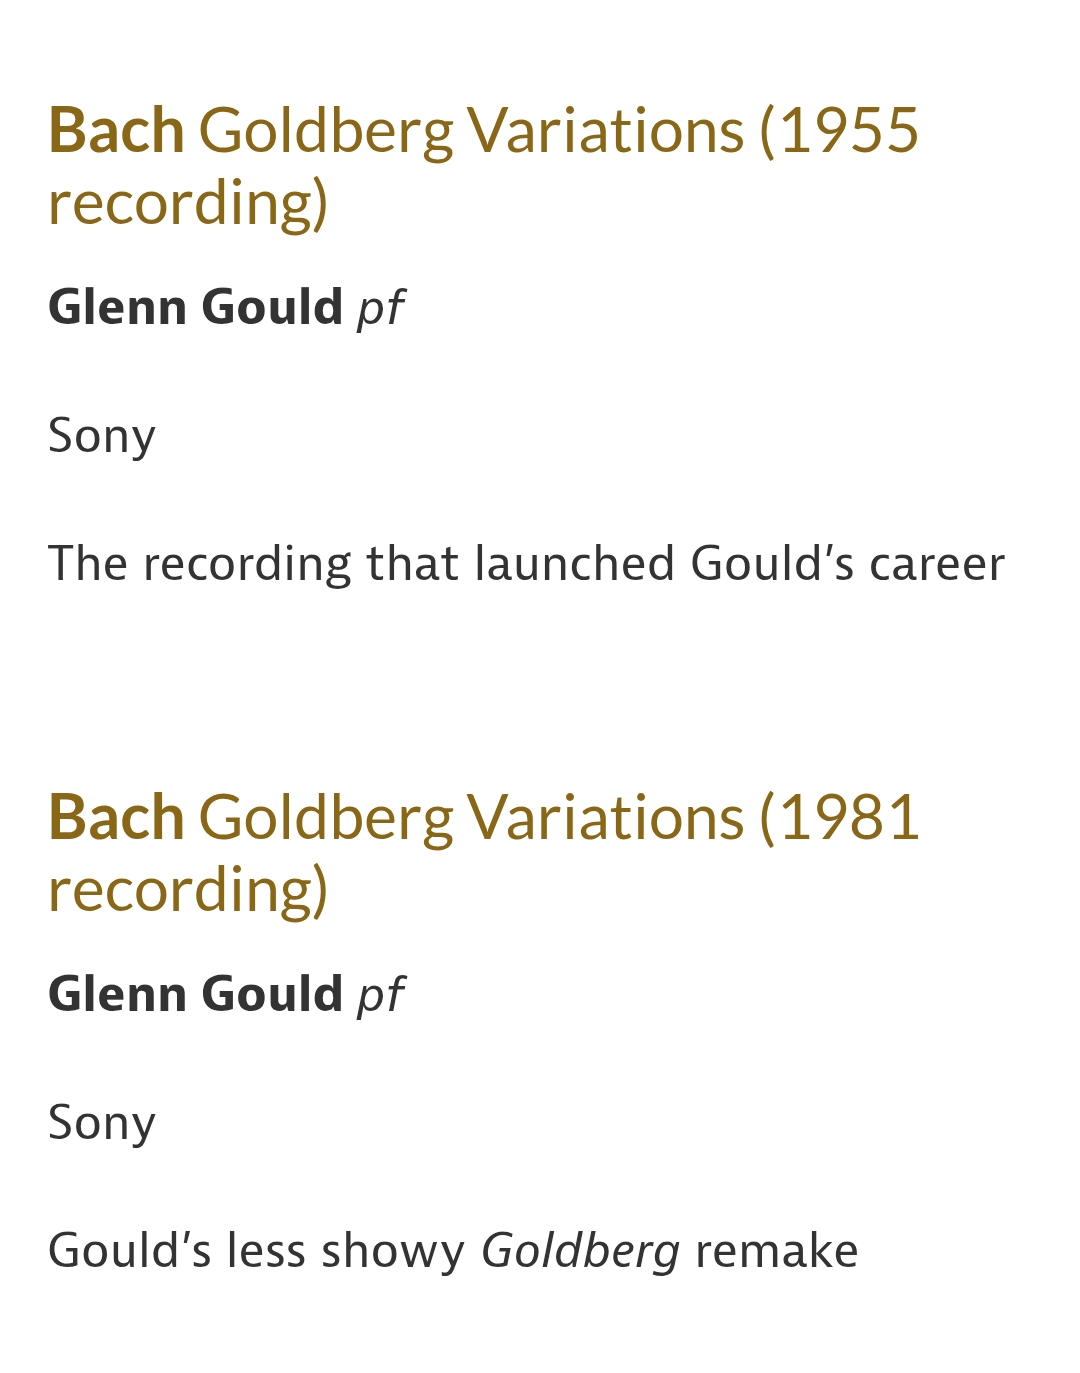 Bach Goldberg Variations (1955
recording)
Glenn Gould pf
Sony
The recording that launched Gould’s career
Bach Goldberg Variations (1981
recording)
Glenn Gould pf
Sony
Gould’s less showy Goldberg remake